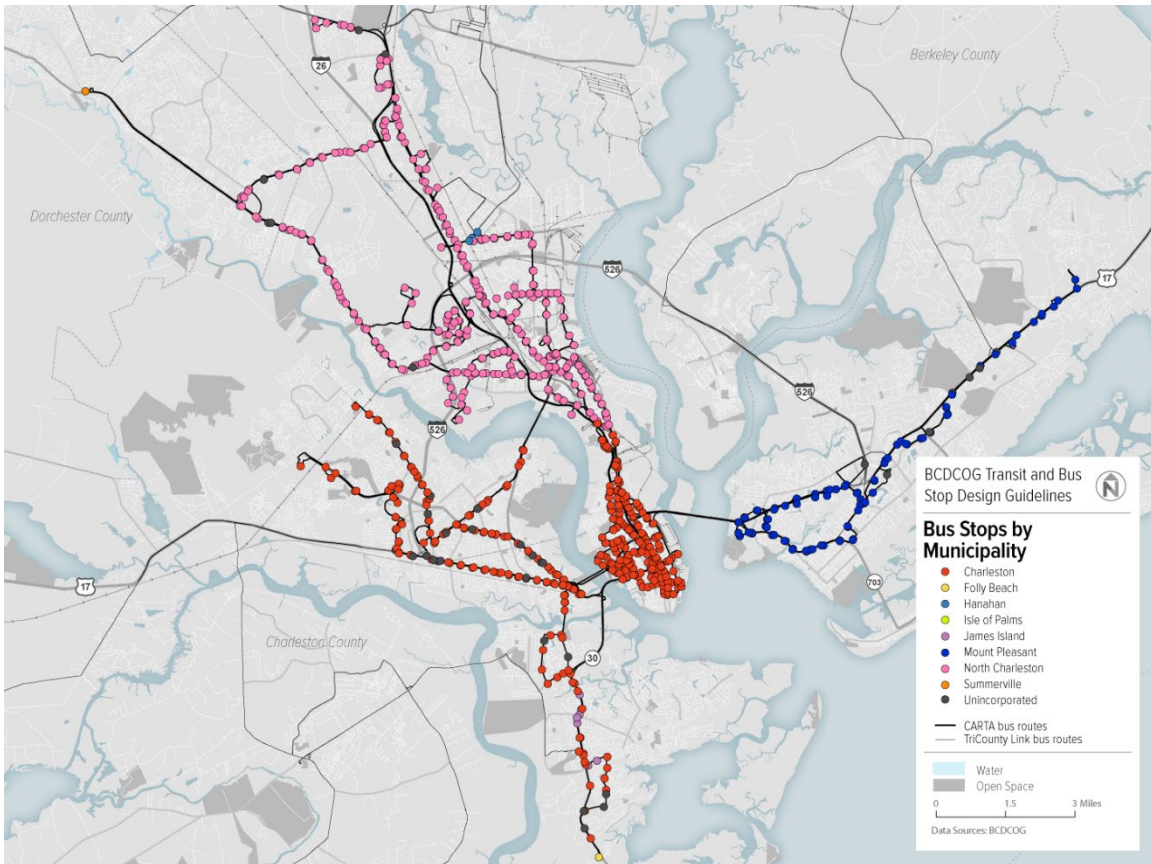 Berkeley County
26
Dorchester County
526
17
526
526
17
703
Charleston County
30
BCDCOG Transit and Bus
Stop Design Guidelines
N
Bus Stops by
Municipality
Charleston
Folly Beach
Hanahan
Isle of Palms
James Island
Mount Pleasant
North Charleston
Summerville
Unincorporated
CARTA bus routes
TriCounty Link bus routes
Water
Open Space
0 1.5 3 Miles
Data Sources: BCDCOG